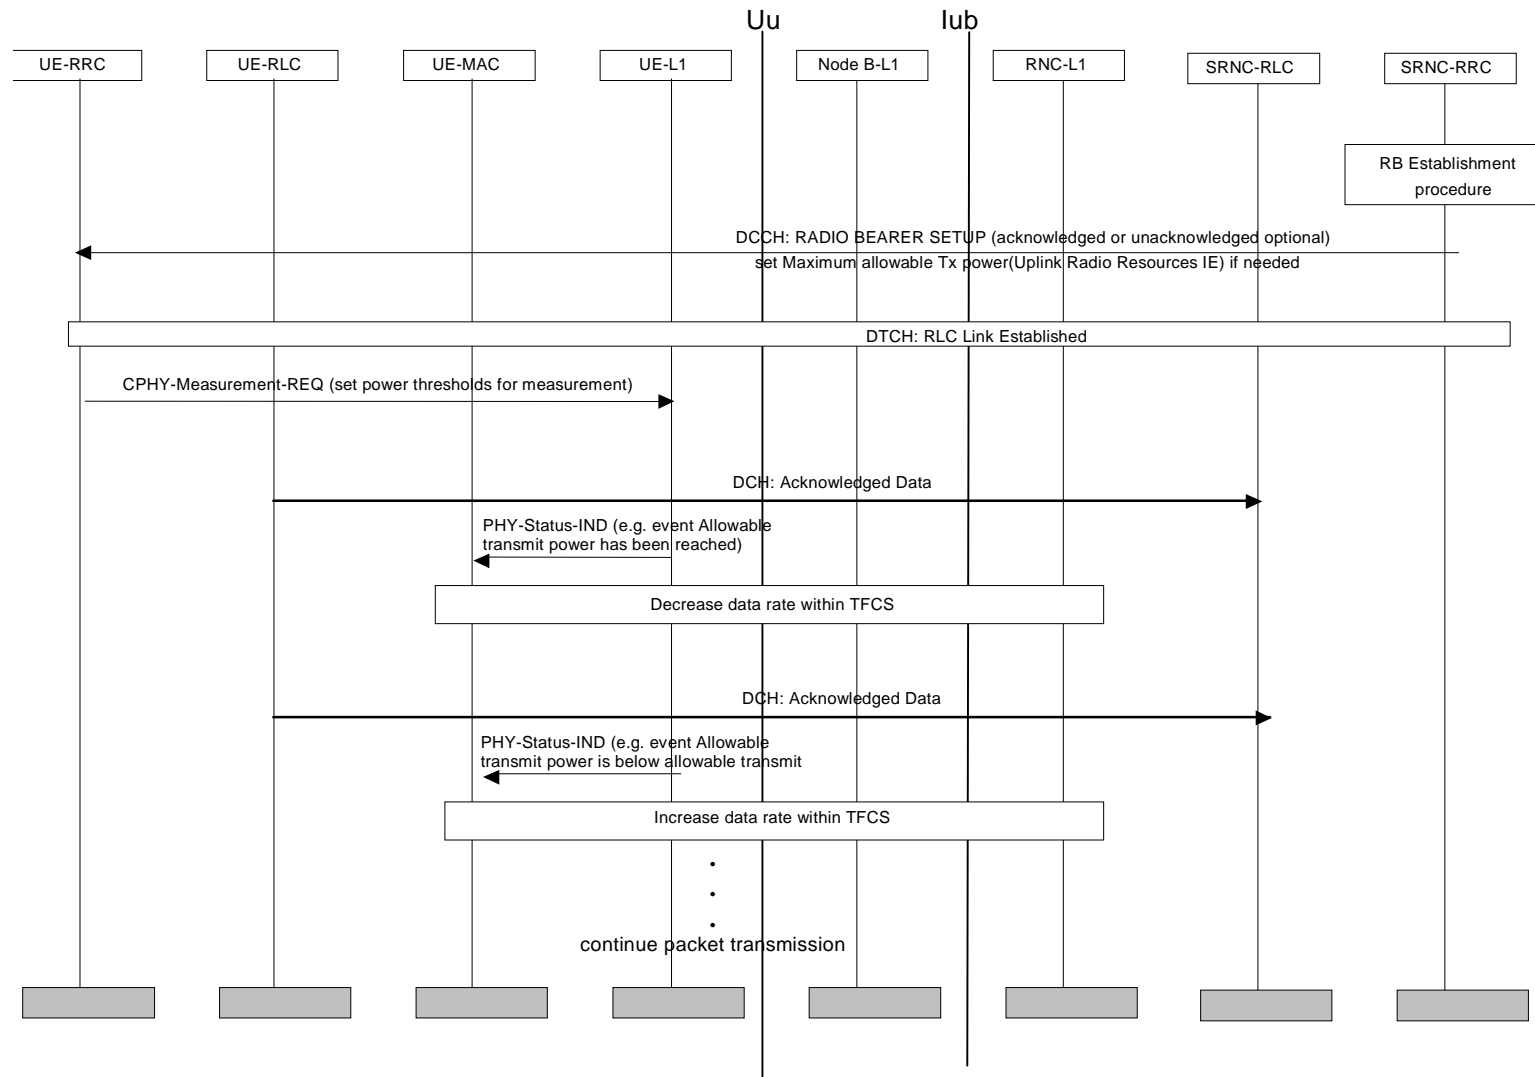 Uu
Iub
UE-RRC
UE-RLC
UE-MAC
UE-L1
Node B-L1
RNC-L1
SRNC-RLC
SRNC-RRC
RB Establishment
procedure
DCCH: RADIO BEARER SETUP (acknowledged or unacknowledged optional)
set Maximum allowable Tx power(Uplink Radio Resources IE) if needed
DTCH: RLC Link Established
CPHY-Measurement-REQ (set power thresholds for measurement)
DCH: Acknowledged Data
PHY-Status-IND (e.g. event Allowable
transmit power has been reached)
Decrease data rate within TFCS
DCH: Acknowledged Data
PHY-Status-IND (e.g. event Allowable
transmit power is below allowable transmit
Increase data rate within TFCS
continue packet transmission